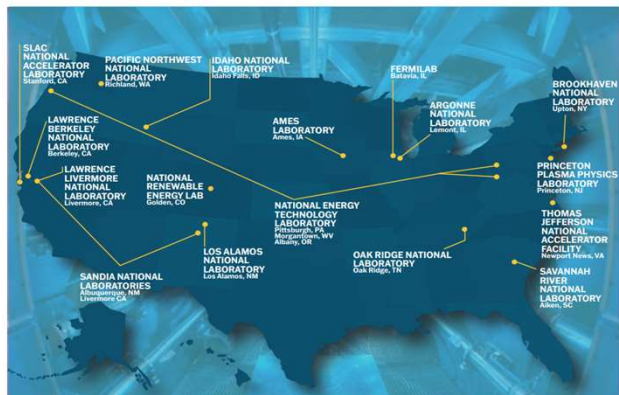 SLAC
NATIONAL
ACCELERATOR
LABORATORY
Stanford, CA
PACIFIC NORTHWEST
NATIONAL
LABORATORY
Richland, WA
IDAHO NATIONAL
LABORATORY
Idaho Falls, ID
FERMILAB
Batavia, IL
BROOKHAVEN
NATIONAL
LABORATORY
Upton, NY
LAWRENCE
BERKELEY
NATIONAL
LABORATORY
Berkeley, CA
AMES
LABORATORY
Ames, IA
ARGONNE
NATIONAL
LABORATORY
Lemont, IL
LAWRENCE
LIVERMORE
NATIONAL
LABORATORY
Livermore, CA
NATIONAL
RENEWABLE
ENERGY LAB
Golden, CO
PRINCETON
PLASMA PHYSICS
LABORATORY
Princeton, NJ
NATIONAL ENERGY
TECHNOLOGY
LABORATORY
Pittsburgh, PA
Morgantown, WV
Albany, OR
THOMAS
JEFFERSON
NATIONAL
ACCELERATOR
FACILITY
Newport News, VA
LOS ALAMOS
NATIONAL
LABORATORY
Los Alamos, NM
OAK RIDGE NATIONAL
LABORATORY
Oak Ridge, TN
SANDIA NATIONAL
LABORATORIES
Albuquerque, NM
Livermore CA
SAVANNAH
RIVER
NATIONAL
LABORATORY
Aiken, SC